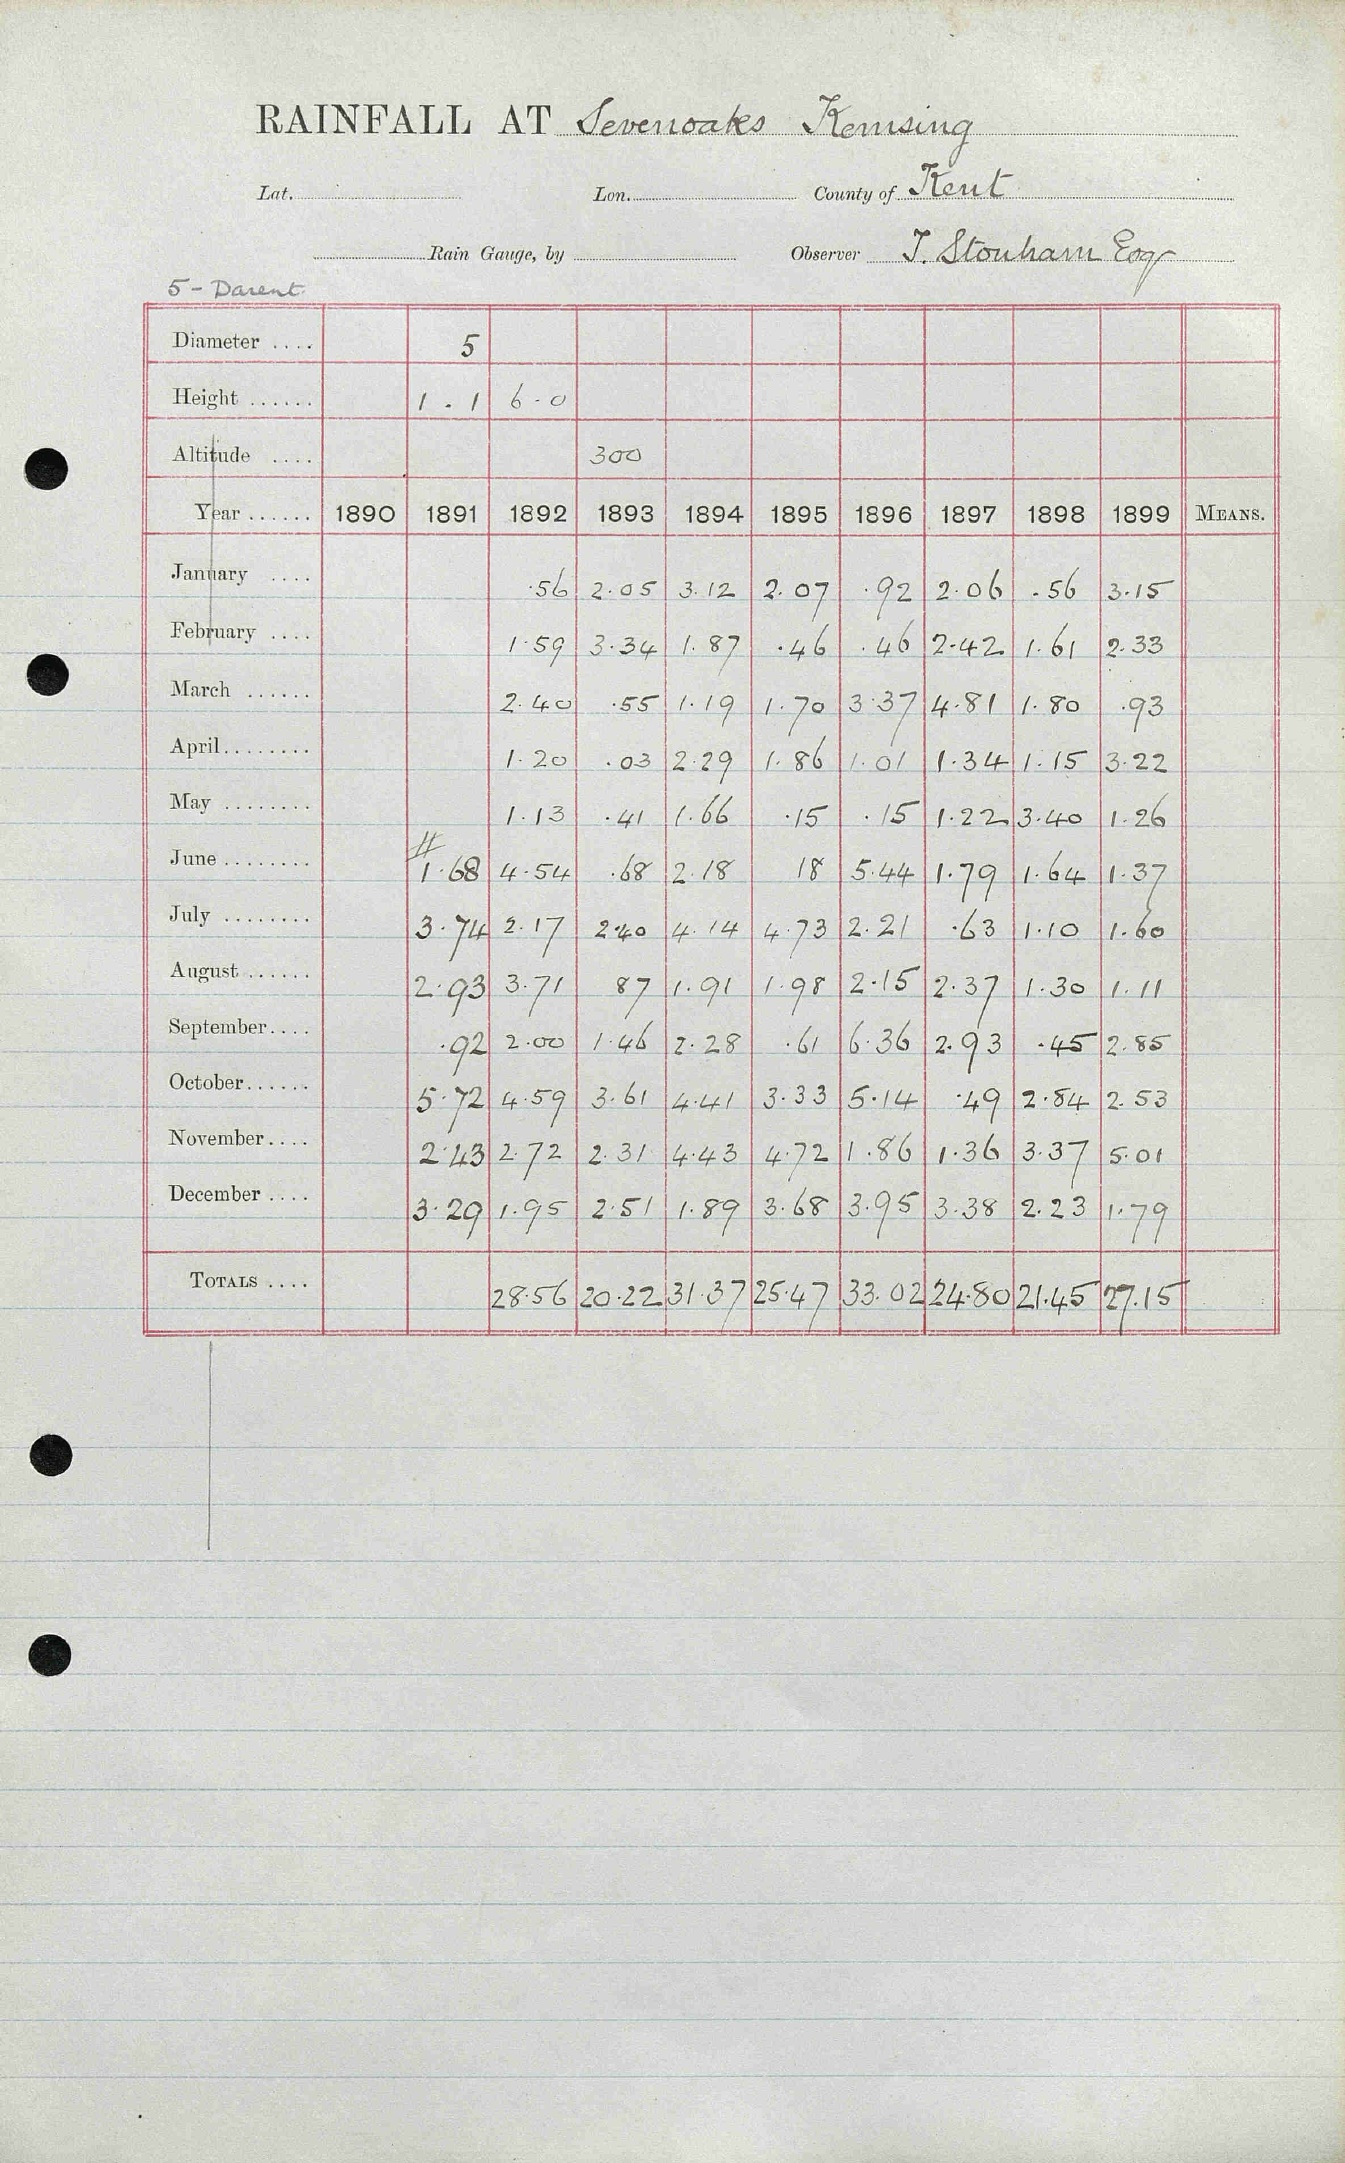 RAINFALL AT Sevenoaks Kemsing
Lat. Lon. County of Kent
Rain Gauge, by Observer J. Stonham Esqr
5 - Darent
Diameter .... 5
Height ...... 1 . 1 6 - 0
Altitude .... 300
Year ...... 1890 1891 1892 1893 1894 1895 1896 1897 1898 1899 MEANS.
January .... .56 2.05 3.12 2.07 .92 2.06 .56 3.15
February .... 1.59 3.34 1.87 .46 .46 2.42 1.61 2.33
March ...... 2.40 .55 1.19 1.70 3.37 4.81 1.80 .93
April........ 1.20 .03 2.29 1.86 1.01 1.34 1.15 3.22
May ........ 1.13 .41 1.66 .15 .15 1.22 3.40 1.26
June ........ # 1.68 4.54 .68 2.18 18 5.44 1.79 1.64 1.37
July ........ 3.74 2.17 2.40 4.14 4.73 2.21 .63 1.10 1.60
August ...... 2.93 3.71 87 1.91 1.98 2.15 2.37 1.30 1.11
September.... .92 2.00 1.46 2.28 .61 6.36 2.93 .45 2.85
October...... 5.72 4.59 3.61 4.41 3.33 5.14 .49 2.84 2.53
November.... 2.43 2.72 2.31 4.43 4.72 1.86 1.36 3.37 5.01
December .... 3.29 1.95 2.51 1.89 3.68 3.95 3.38 2.23 1.79
TOTALS .... 28.56 20.22 31.37 25.47 33.02 24.80 21.45 27.15